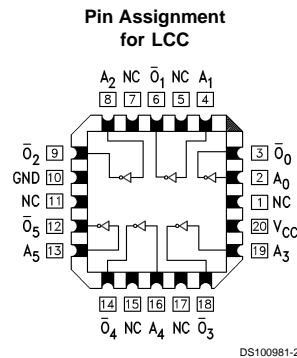 Pin Assignment
for LCC
A₂ NC Ō₁ NC A₁
8 7 6 5 4
Ō₂ 9
GND 10
NC 11
Ō₅ 12
A₅ 13
3 Ō₀
2 A₀
1 NC
20 V_CC
19 A₃
14 15 16 17 18
Ō₄ NC A₄ NC Ō₃
DS100981-2